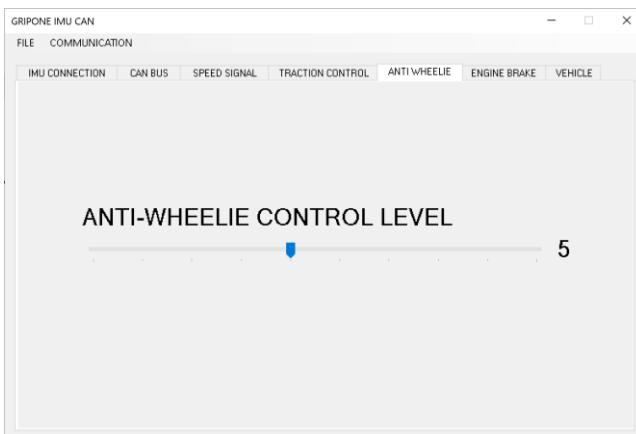 GRIPONE IMU CAN
FILE COMMUNICATION
IMU CONNECTION CAN BUS SPEED SIGNAL TRACTION CONTROL ANTI WHEELIE ENGINE BRAKE VEHICLE
ANTI-WHEELIE CONTROL LEVEL
5